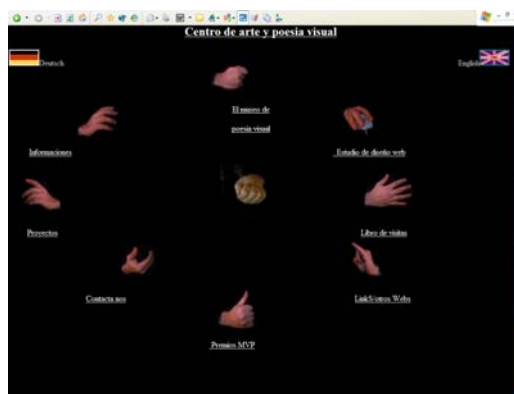 Centro de arte y poesia visual
Deutsch
English
El museo de
poesia visual
Informaciones
Estudio de diseño web
Proyectos
Libro de visitas
Contacta nos
LinkS/otros Webs
Premios MVP